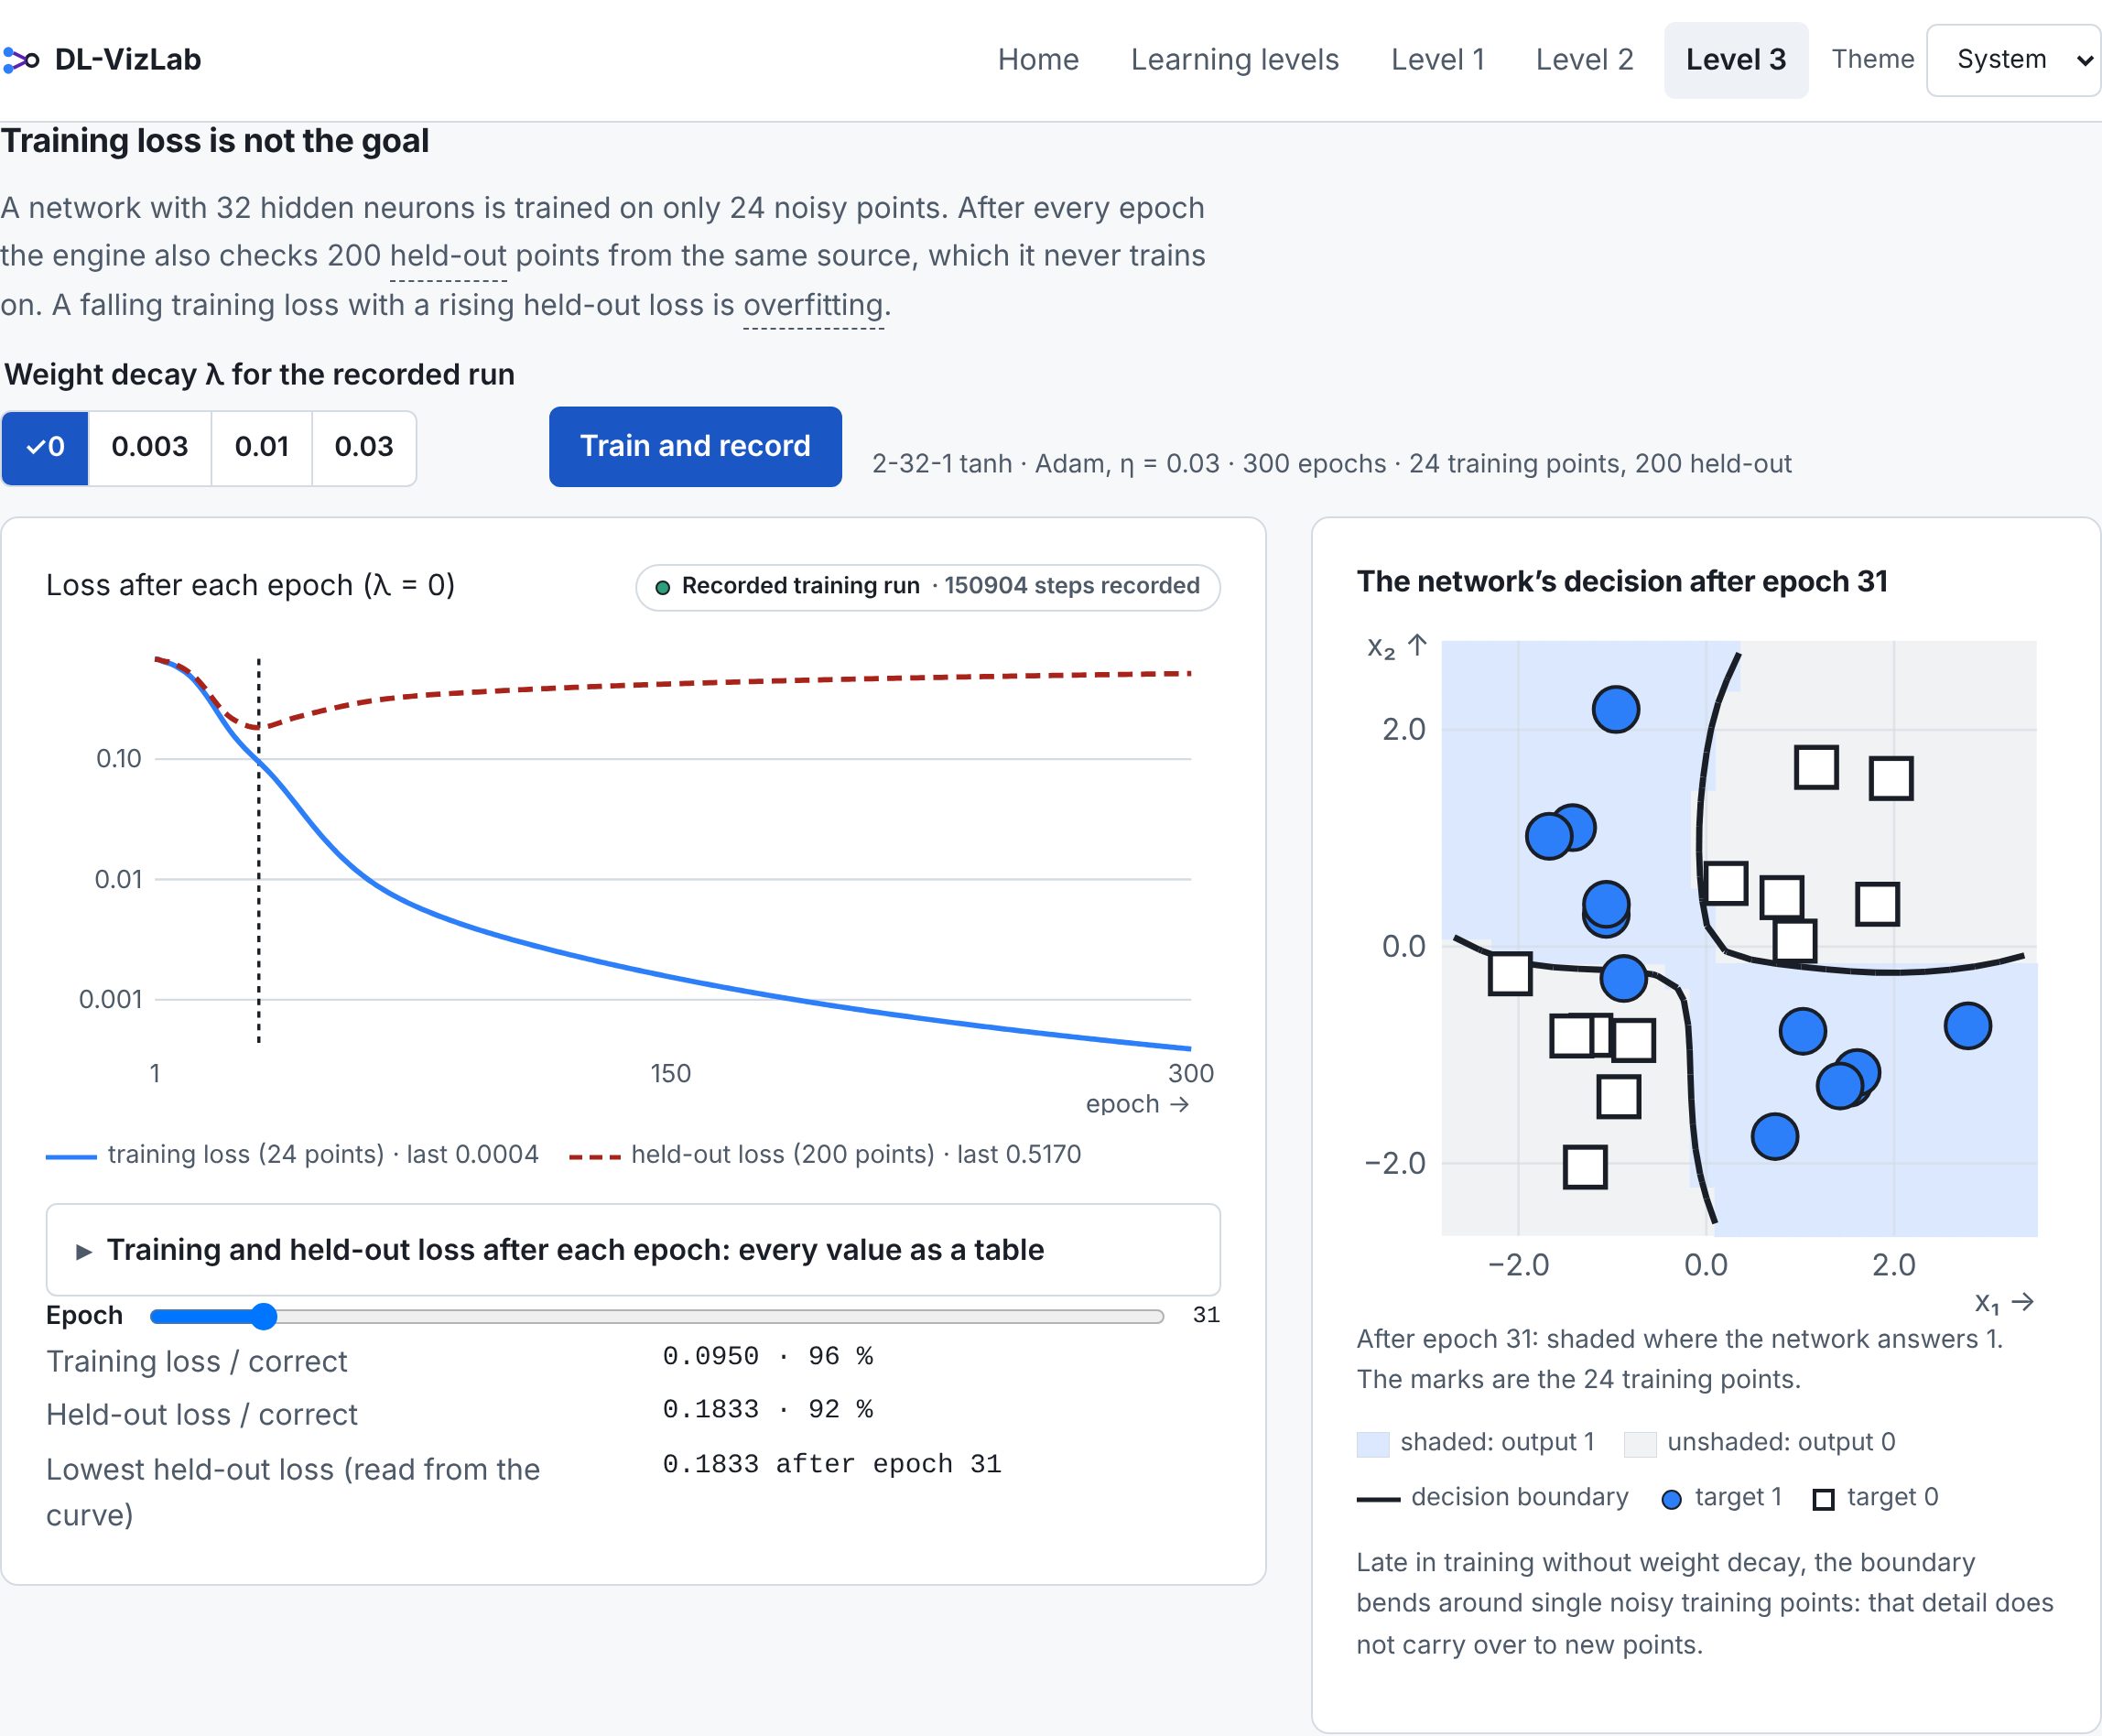 DL-VizLab
Home
Learning levels
Level 1
Level 2
Level 3
Theme
System
Training loss is not the goal
A network with 32 hidden neurons is trained on only 24 noisy points. After every epoch
the engine also checks 200 held-out points from the same source, which it never trains
on. A falling training loss with a rising held-out loss is overfitting.
Weight decay λ for the recorded run
✓0
0.003
0.01
0.03
Train and record
2-32-1 tanh · Adam, η = 0.03 · 300 epochs · 24 training points, 200 held-out
Loss after each epoch (λ = 0)
Recorded training run · 150904 steps recorded
0.10
0.01
0.001
1
150
300
epoch →
training loss (24 points) · last 0.0004
held-out loss (200 points) · last 0.5170
▶ Training and held-out loss after each epoch: every value as a table
Epoch
31
Training loss / correct
0.0950 · 96 %
Held-out loss / correct
0.1833 · 92 %
Lowest held-out loss (read from the
curve)
0.1833 after epoch 31
The network’s decision after epoch 31
x₂ ↑
2.0
0.0
−2.0
−2.0
0.0
2.0
x₁ →
After epoch 31: shaded where the network answers 1.
The marks are the 24 training points.
shaded: output 1
unshaded: output 0
decision boundary
target 1
target 0
Late in training without weight decay, the boundary
bends around single noisy training points: that detail does
not carry over to new points.